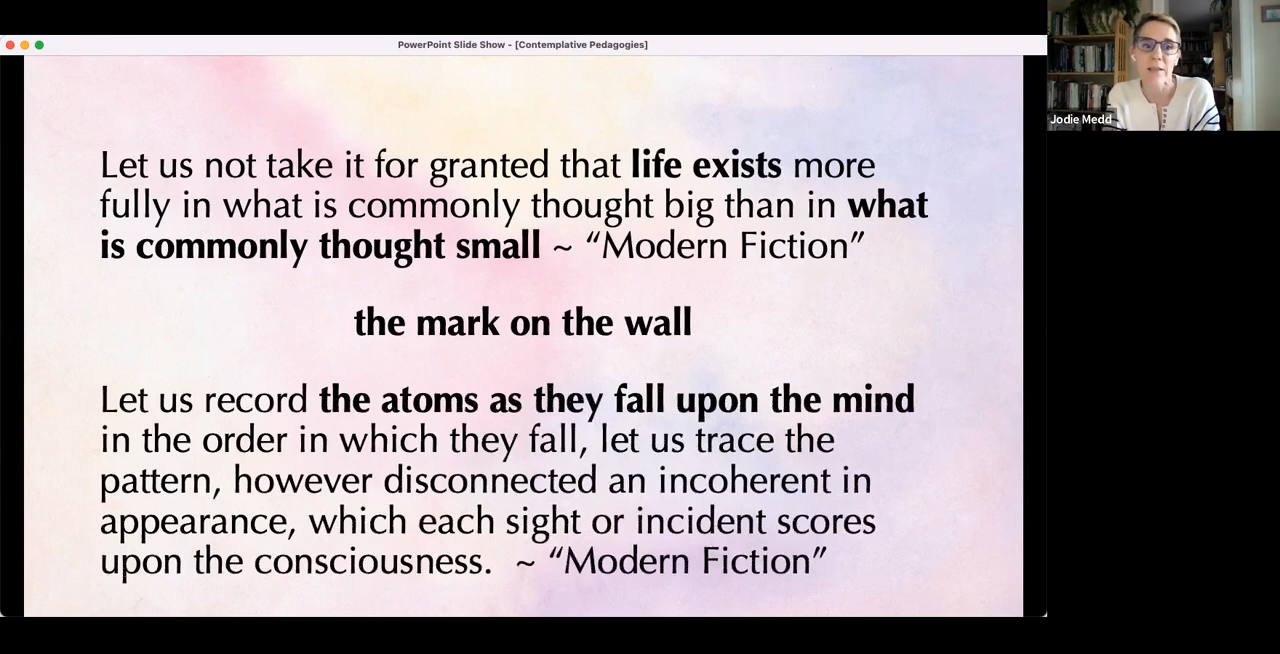 PowerPoint Slide Show - [Contemplative Pedagogies]
Let us not take it for granted that life exists more
fully in what is commonly thought big than in what
is commonly thought small ~ “Modern Fiction”
the mark on the wall
Let us record the atoms as they fall upon the mind
in the order in which they fall, let us trace the
pattern, however disconnected an incoherent in
appearance, which each sight or incident scores
upon the consciousness. ~ “Modern Fiction”
Jodie Medd